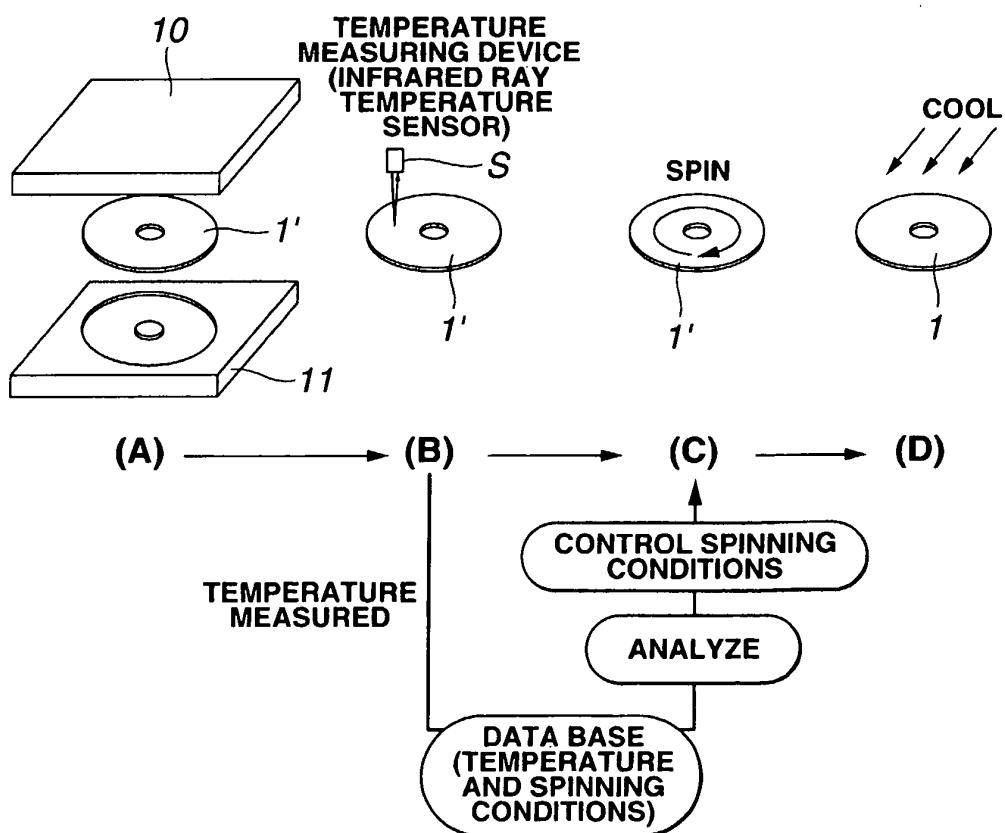 10
TEMPERATURE
MEASURING DEVICE
(INFRARED RAY
TEMPERATURE
SENSOR)
S
COOL
SPIN
1'
1'
1'
1
11
(A)
(B)
(C)
(D)
TEMPERATURE
MEASURED
CONTROL SPINNING
CONDITIONS
ANALYZE
DATA BASE
(TEMPERATURE
AND SPINNING
CONDITIONS)